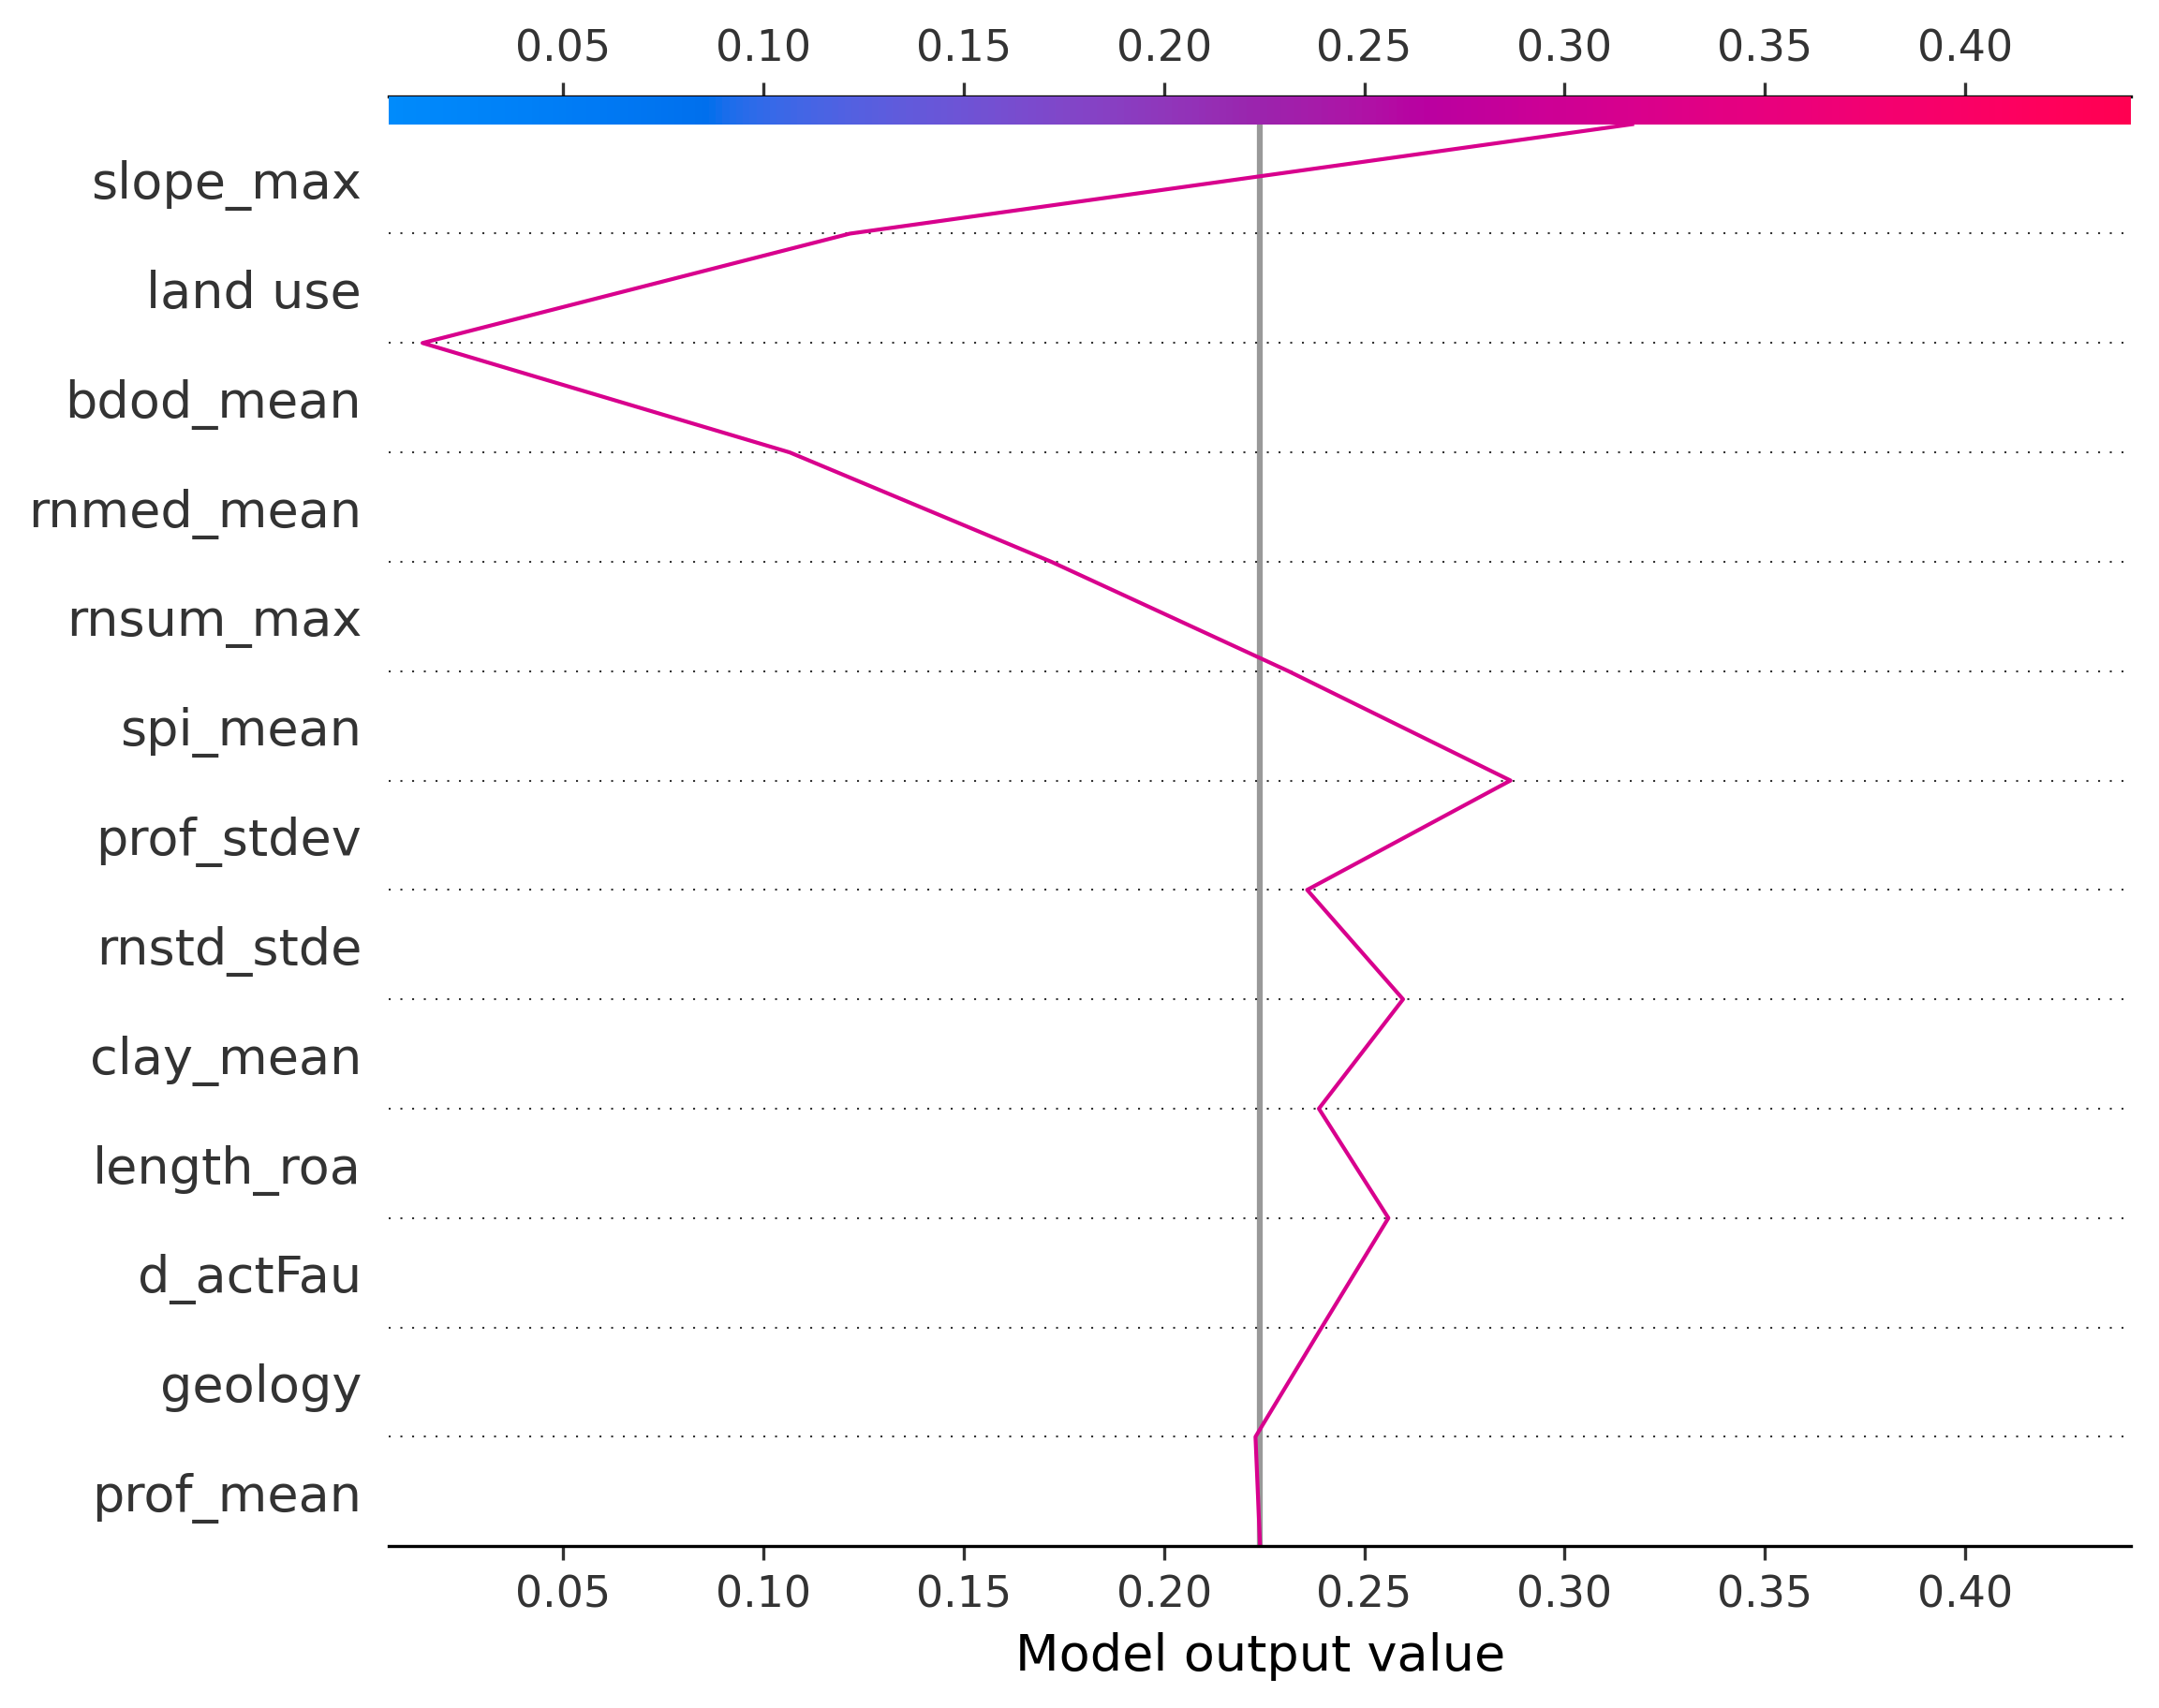 0.05 0.10 0.15 0.20 0.25 0.30 0.35 0.40
slope_max
land use
bdod_mean
rnmed_mean
rnsum_max
spi_mean
prof_stdev
rnstd_stde
clay_mean
length_roa
d_actFau
geology
prof_mean
0.05 0.10 0.15 0.20 0.25 0.30 0.35 0.40
Model output value